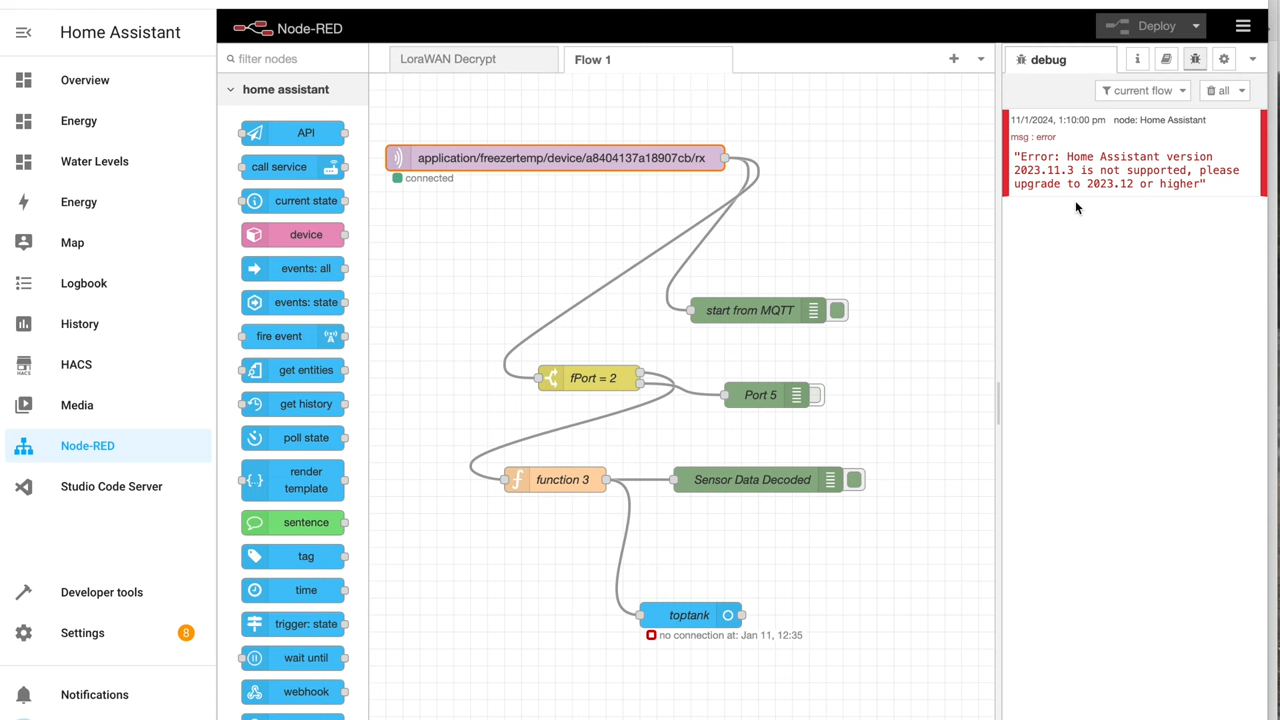 Home Assistant
Overview
Energy
Water Levels
Energy
Map
Logbook
History
HACS
HACS
Media
Node-RED
Studio Code Server
Developer tools
Settings
8
Notifications
Node-RED
Deploy
filter nodes
home assistant
API
call service
current state
device
events: all
events: state
fire event
get entities
get history
poll state
render
template
sentence
tag
time
trigger: state
wait until
webhook
LoraWAN Decrypt
Flow 1
application/freezertemp/device/a8404137a18907cb/rx
connected
start from MQTT
fPort = 2
Port 5
function 3
Sensor Data Decoded
toptank
no connection at: Jan 11, 12:35
debug
current flow
all
11/1/2024, 1:10:00 pm node: Home Assistant
msg : error
"Error: Home Assistant version
2023.11.3 is not supported, please
upgrade to 2023.12 or higher"